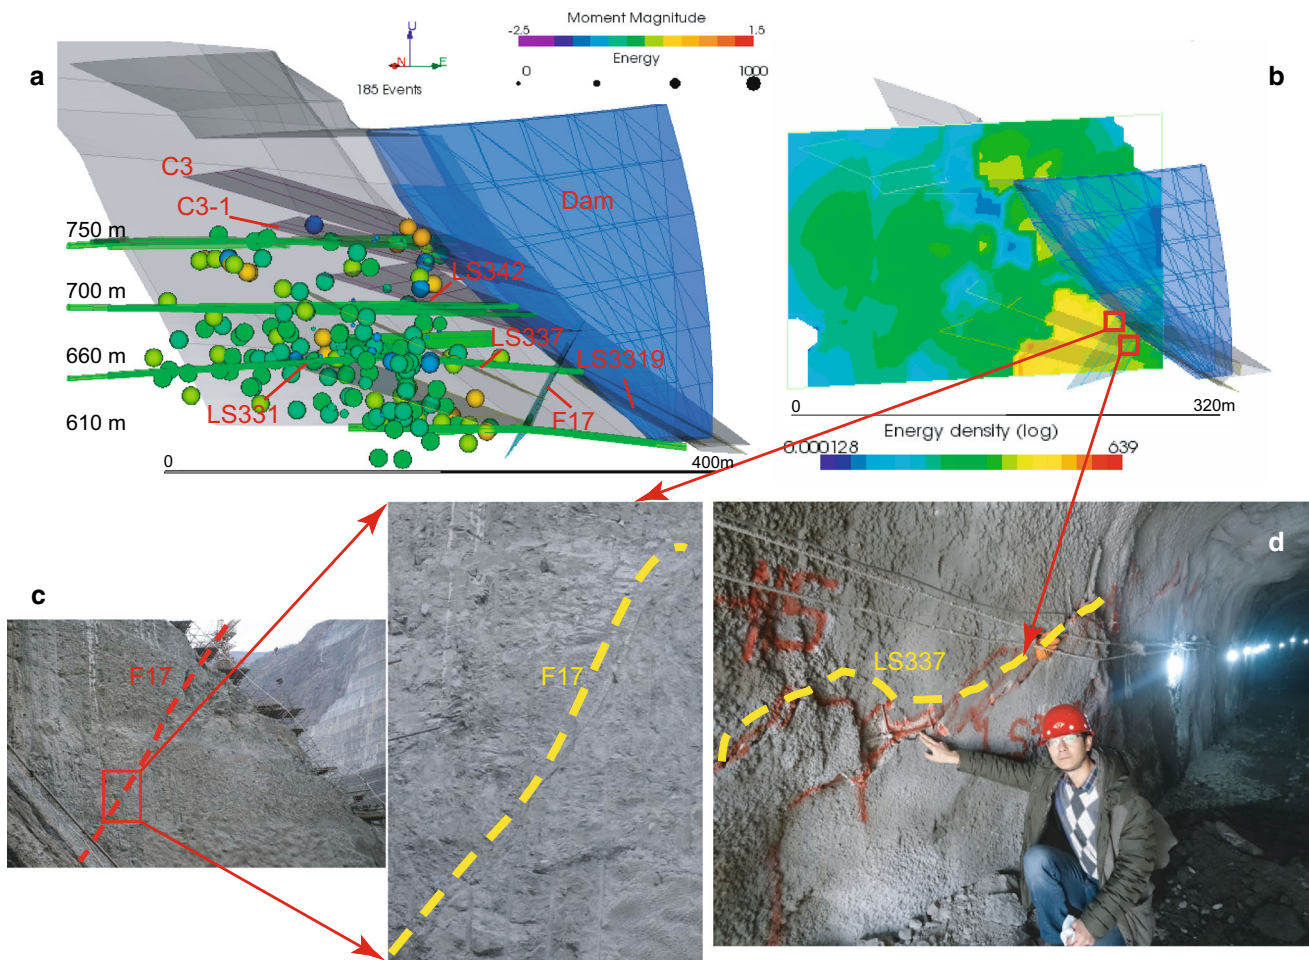 a
U
N
E
185 Events
Moment Magnitude
-2.5
1.5
Energy
0
1000
C3
C3-1
Dam
750 m
LS342
700 m
LS337
660 m
LS3319
LS331
F17
610 m
0
400m
b
0
320m
Energy density (log)
0.000128
639
c
F17
F17
d
LS337